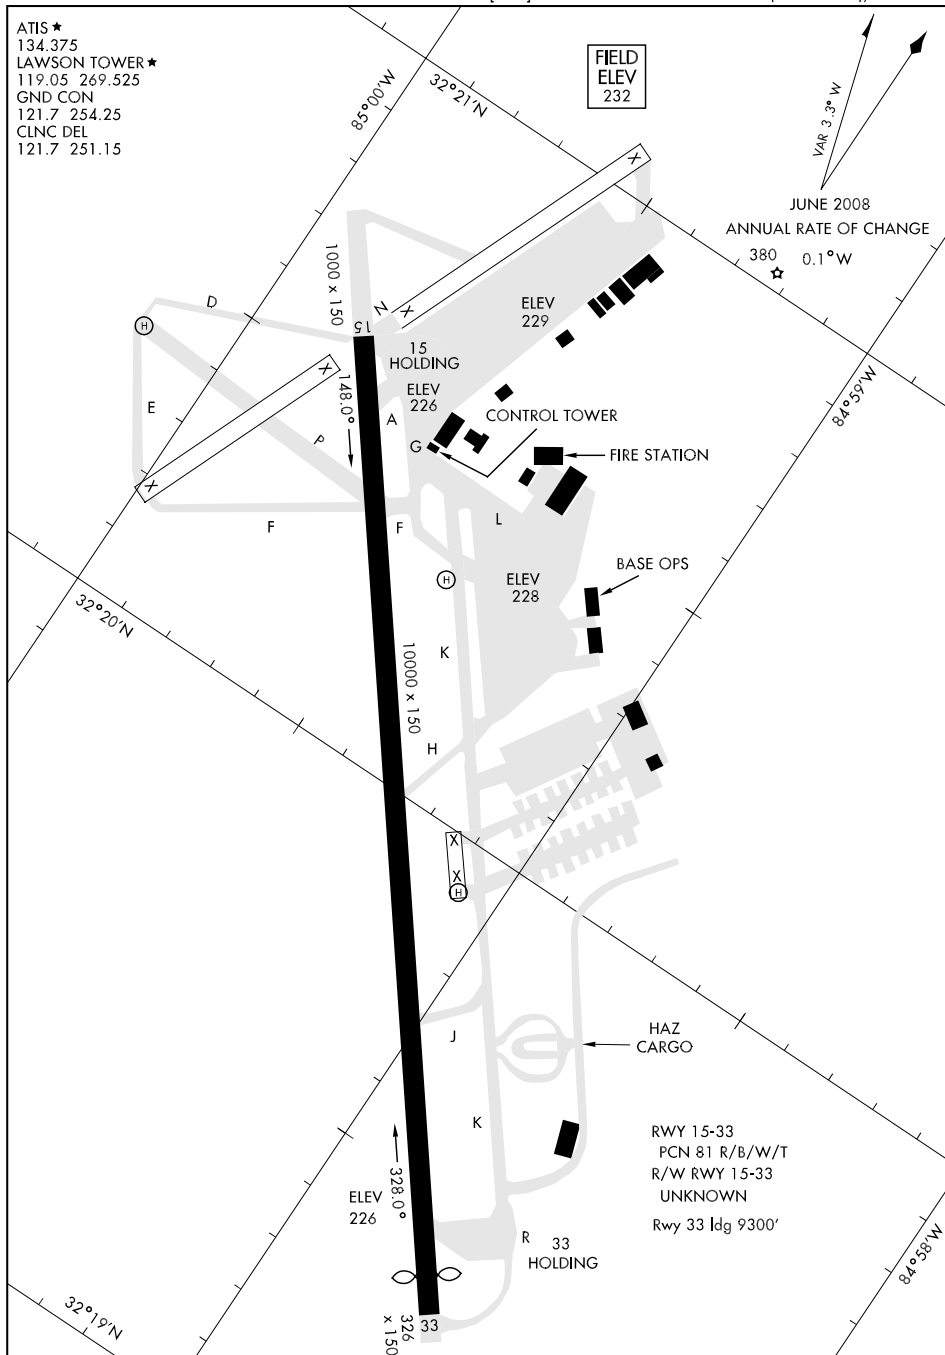 ATIS ★
134.375
LAWSON TOWER ★
119.05 269.525
GND CON
121.7 254.25
CLNC DEL
121.7 251.15
85°00'W
32°21'N
FIELD
ELEV
232
VAR 3.3° W
JUNE 2008
ANNUAL RATE OF CHANGE
0.1° W
380
X
1000 x 150
D
N
X
ELEV
229
H
15
15
HOLDING
X
148.0°
ELEV
226
84°59'W
E
A
CONTROL TOWER
P
G
FIRE STATION
X
F
F
L
H
ELEV
228
BASE OPS
32°20'N
K
10000 x 150
H
X
X
H
J
HAZ
CARGO
K
RWY 15-33
PCN 81 R/B/W/T
R/W RWY 15-33
UNKNOWN
Rwy 33 ldg 9300'
328.0°
ELEV
226
R
33
HOLDING
84°58'W
32°19'N
326
x 150
33